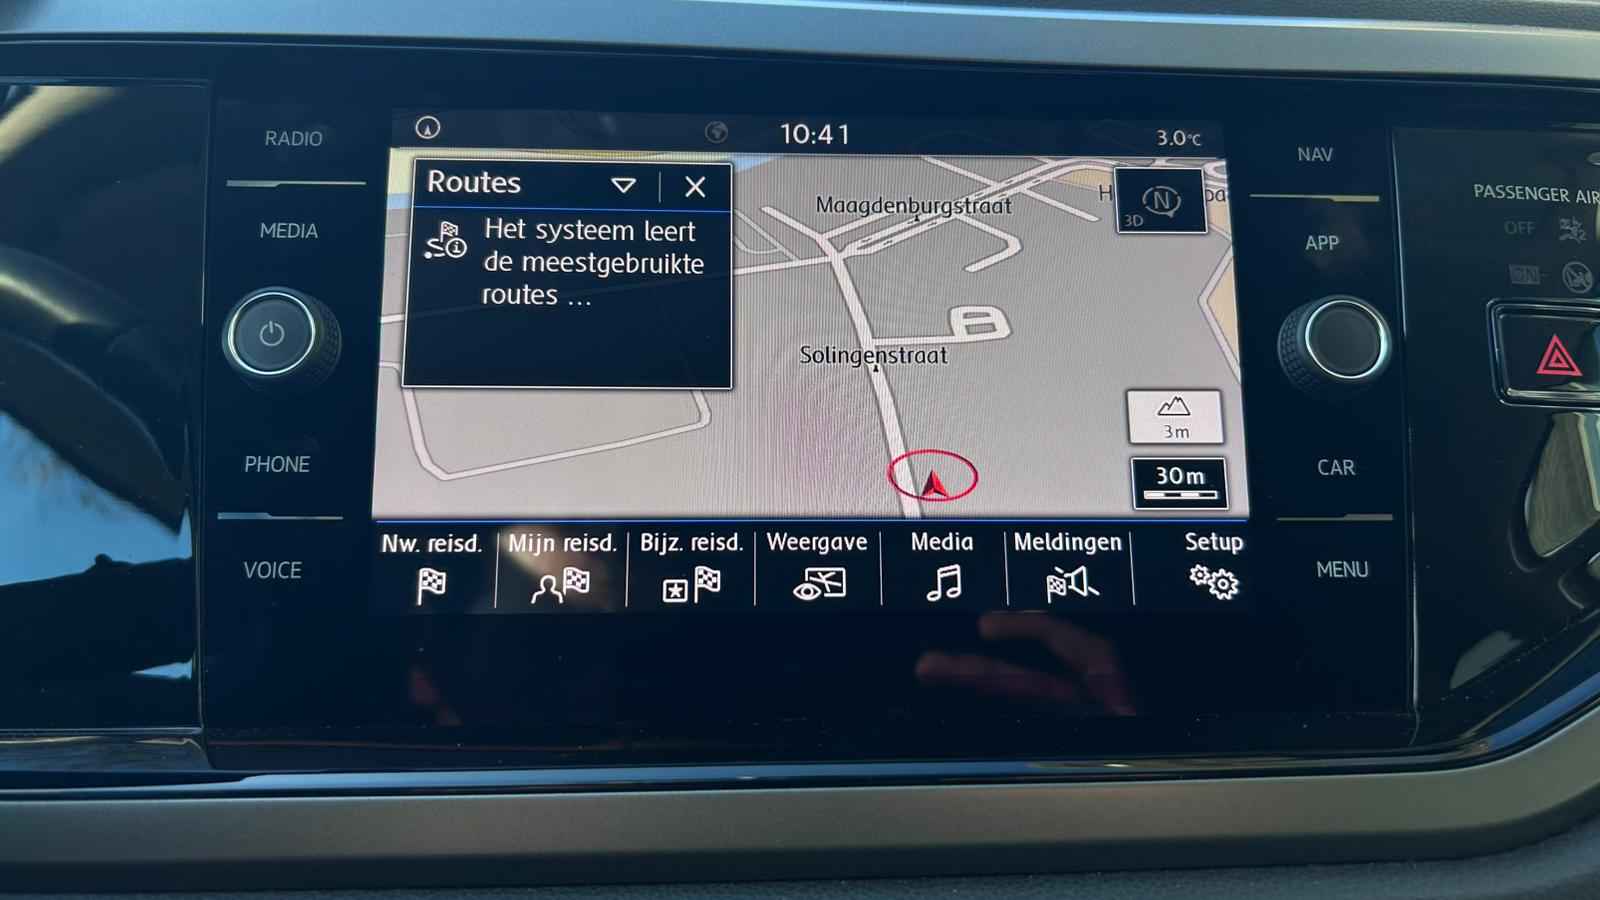 RADIO
MEDIA
PHONE
VOICE
10:41
3.0°C
Routes
Het systeem leert
de meestgebruikte
routes ...
Maagdenburgstraat
Solingenstraat
N
3D
3m
30m
Nw. reisd.
Mijn reisd.
Bijz. reisd.
Weergave
Media
Meldingen
Setup
NAV
APP
CAR
MENU
PASSENGER AIR
OFF
ON